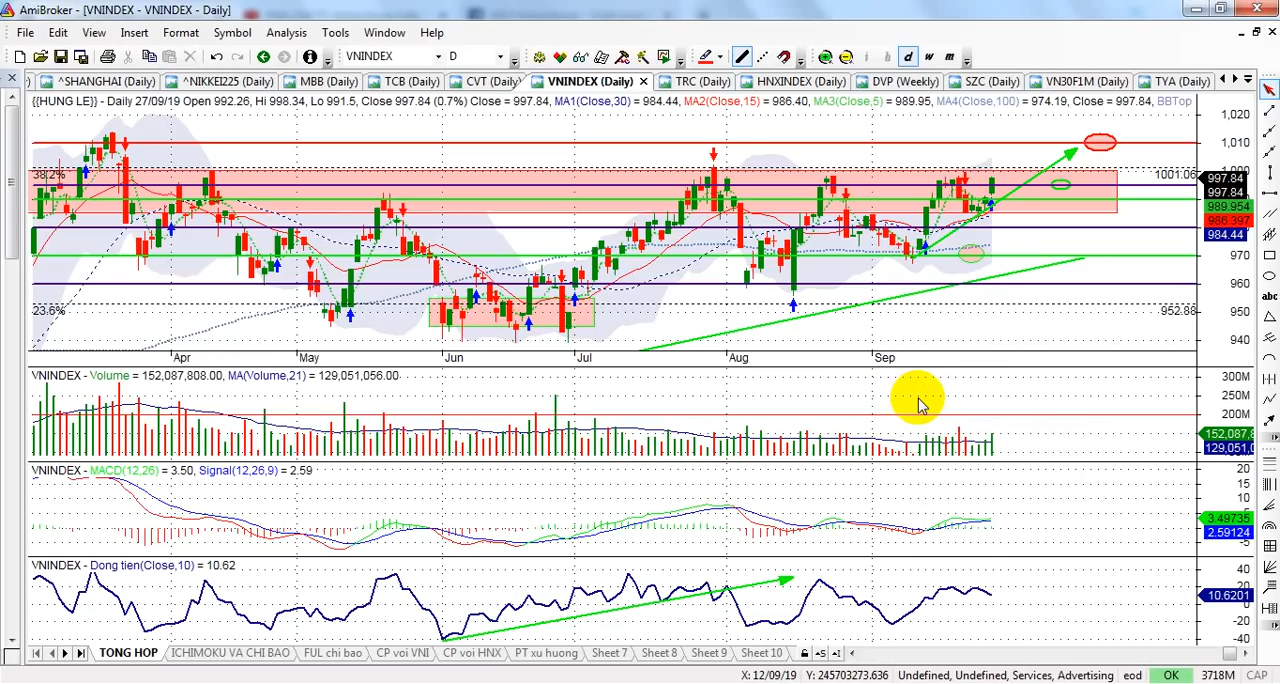 AmiBroker - [VNINDEX - VNINDEX - Daily]
File Edit View Insert Format Symbol Analysis Tools Window Help
VNINDEX D i h d w m
^SHANGHAI (Daily) ^NIKKEI225 (Daily) MBB (Daily) TCB (Daily) CVT (Daily) VNINDEX (Daily) TRC (Daily) HNXINDEX (Daily) DVP (Weekly) SZC (Daily) VN30F1M (Daily) TYA (Daily)
{{HUNG LE}} - Daily 27/09/19 Open 992.26, Hi 998.34, Lo 991.5, Close 997.84 (0.7%) Close = 997.84, MA1(Close,30) = 984.44, MA2(Close,15) = 986.40, MA3(Close,5) = 989.95, MA4(Close,100) = 974.19, Close = 997.84, BBTop
1,020
1,010
1,000
38.2% 1001.06
997.84
997.84
989.954
986.397
984.44
970
960
23.6% 952.88
950
940
Apr May Jun Jul Aug Sep
VNINDEX - Volume = 152,087,808.00, MA(Volume,21) = 129,051,056.00
300M
250M
200M
152,087,8
129,051,0
VNINDEX - MACD(12,26) = 3.50, Signal(12,26,9) = 2.59
20
15
10
3.49735
2.59124
-5
VNINDEX - Dong tien(Close,10) = 10.62
40
20
10.6201
0
-20
-40
TONG HOP ICHIMOKU VA CHI BAO FUL chi bao CP voi VNI CP voi HNX PT xu huong Sheet 7 Sheet 8 Sheet 9 Sheet 10
X: 12/09/19 Y: 245703273.636 Undefined, Undefined, Services, Advertising eod OK 3718M CAP
abc